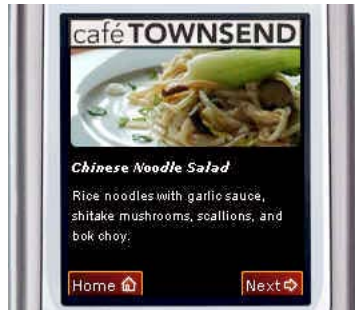 café TOWNSEND
Chinese Noodle Salad
Rice noodles with garlic sauce,
shitake mushrooms, scallions, and
bok choy.
Home
Next